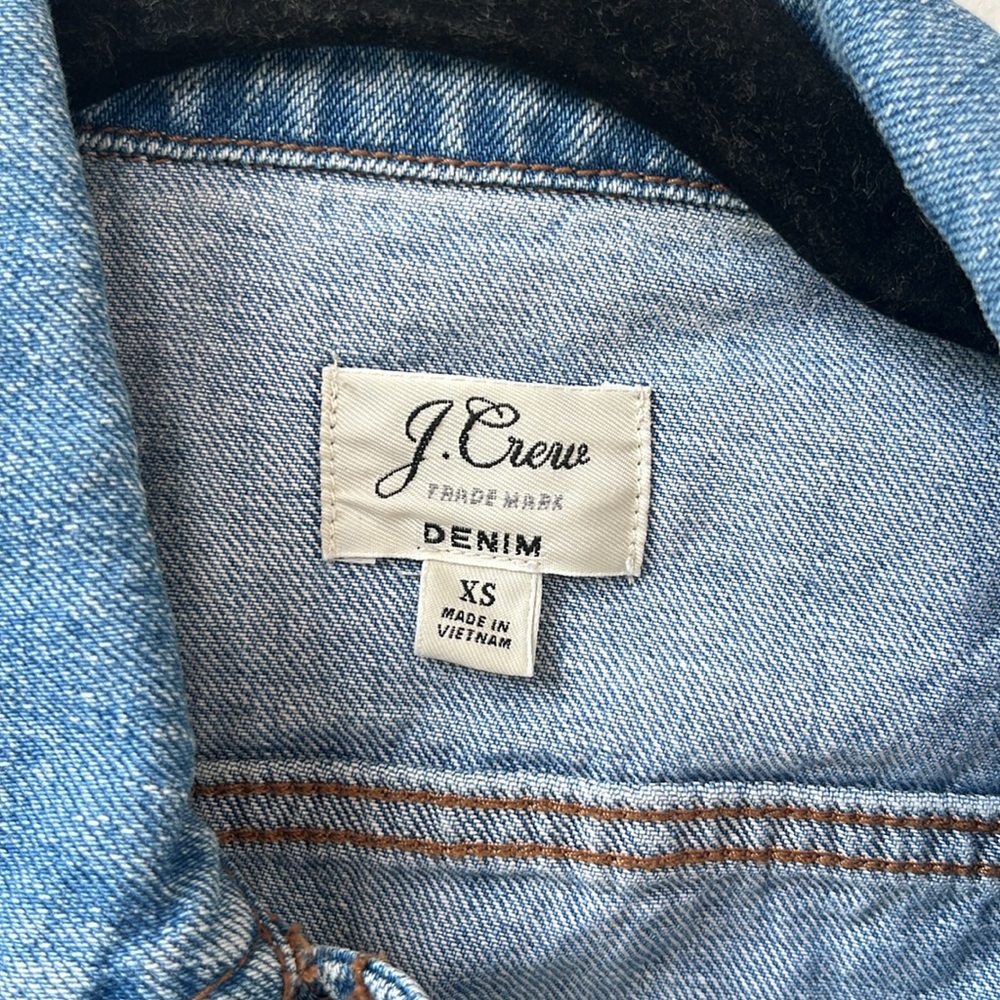 J.Crew
TRADE MARK
DENIM
XS
MADE IN
VIETNAM